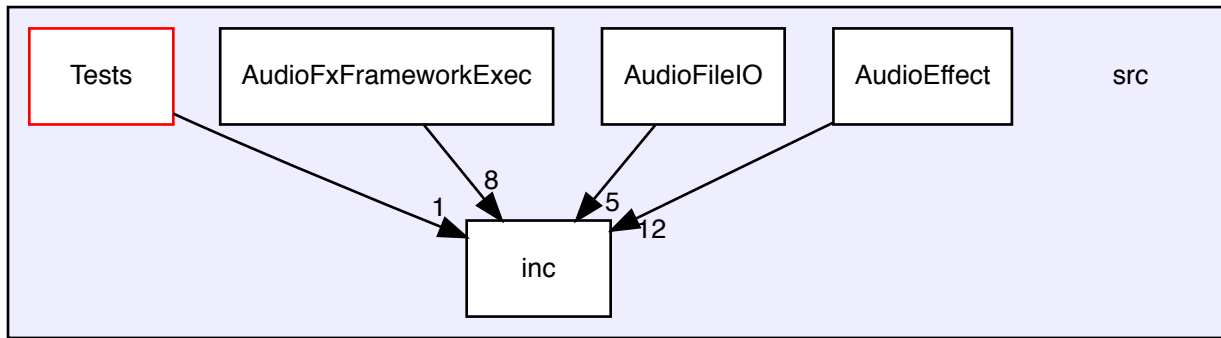 Tests
AudioFxFrameworkExec
AudioFileIO
AudioEffect
src
1
8
5
12
inc